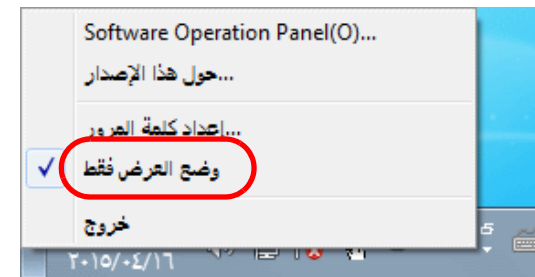 Software Operation Panel(O)...
حول هذا الإصدار...
إعداد كلمة المرور...
وضع العرض فقط
خروج
٢٠١٥/٠٤/١٦